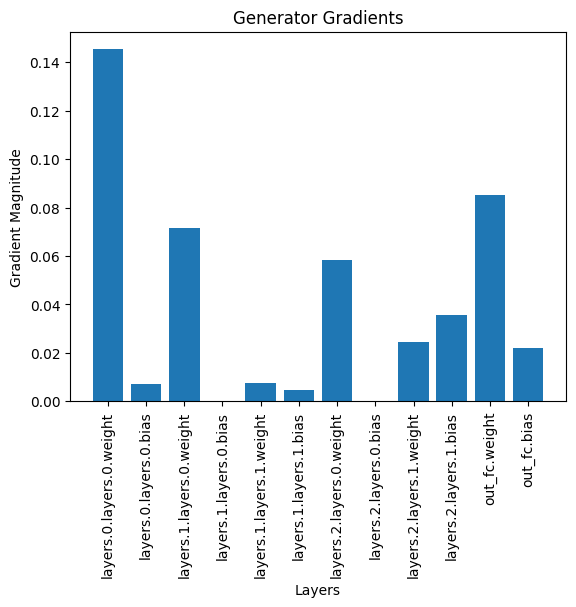 Generator Gradients
Gradient Magnitude
0.14
0.12
0.10
0.08
0.06
0.04
0.02
0.00
layers.0.layers.0.weight
layers.0.layers.0.bias
layers.1.layers.0.weight
layers.1.layers.0.bias
layers.1.layers.1.weight
layers.1.layers.1.bias
layers.2.layers.0.weight
layers.2.layers.0.bias
layers.2.layers.1.weight
layers.2.layers.1.bias
out_fc.weight
out_fc.bias
Layers